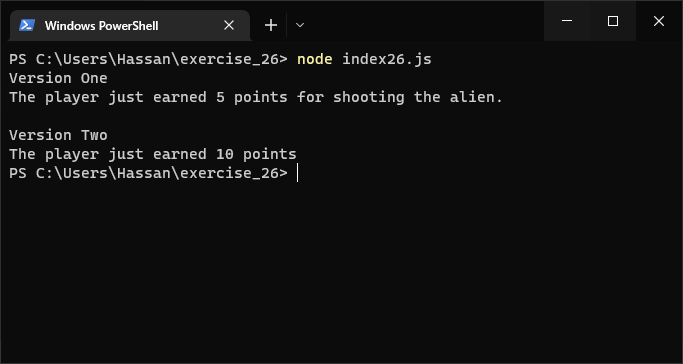 Windows PowerShell
PS C:\Users\Hassan\exercise_26> node index26.js
Version One
The player just earned 5 points for shooting the alien.
Version Two
The player just earned 10 points
PS C:\Users\Hassan\exercise_26>